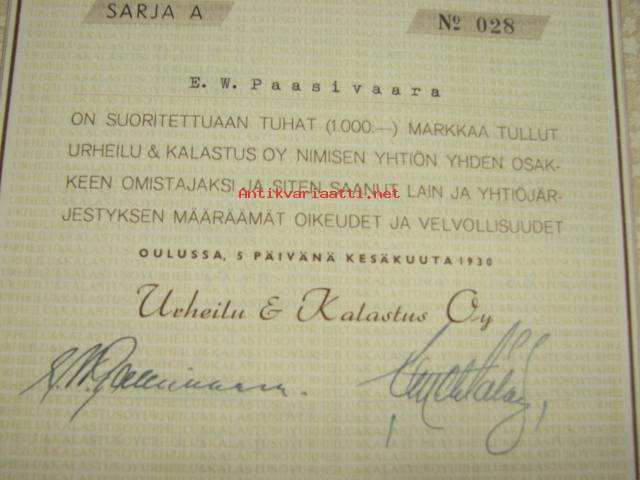 SARJA A
No 028
E. W. Paasivaara
ON SUORITETTUAAN TUHAT (1.000:—) MARKKAA TULLUT
URHEILU & KALASTUS OY. NIMISEN YHTIÖN YHDEN OSAK-
KEEN OMISTAJAKSI JA SITEN SAANUT LAIN JA YHTIÖJÄR-
Antikvariaatti.net
JESTYKSEN MÄÄRÄÄMÄT OIKEUDET JA VELVOLLISUUDET
OULUSSA, 5 PÄIVÄNÄ KESÄKUUTA 1930
Urheilu & Kalastus Oy